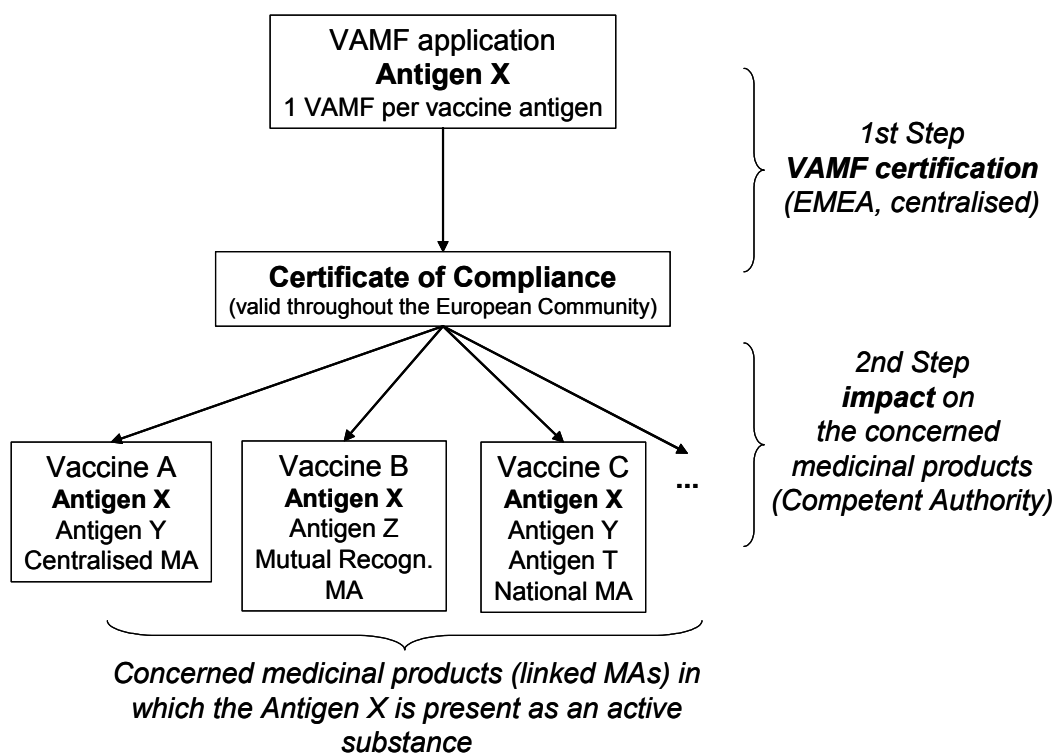 VAMF application
Antigen X
1 VAMF per vaccine antigen
1st Step
VAMF certification
(EMEA, centralised)
Certificate of Compliance
(valid throughout the European Community)
2nd Step
impact on
the concerned
medicinal products
(Competent Authority)
Vaccine A
Antigen X
Antigen Y
Centralised MA
Vaccine B
Antigen X
Antigen Z
Mutual Recogn.
MA
Vaccine C
Antigen X
Antigen Y
Antigen T
National MA
...
Concerned medicinal products (linked MAs) in
which the Antigen X is present as an active
substance